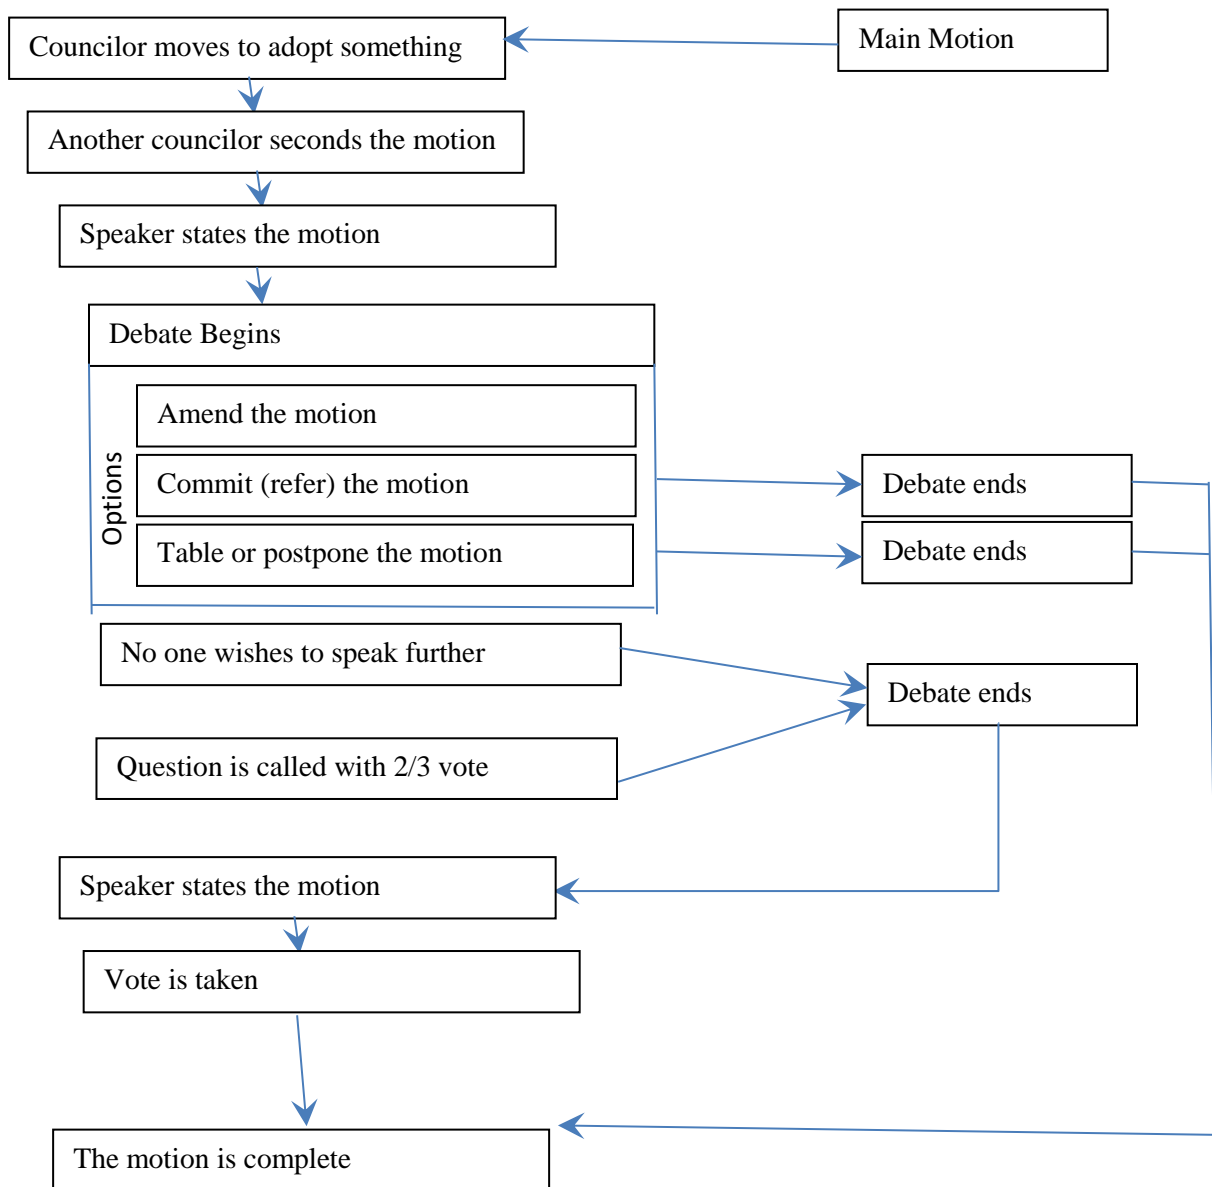 Councilor moves to adopt something
Main Motion
Another councilor seconds the motion
Speaker states the motion
Debate Begins
Options
Amend the motion
Commit (refer) the motion
Debate ends
Table or postpone the motion
Debate ends
No one wishes to speak further
Debate ends
Question is called with 2/3 vote
Speaker states the motion
Vote is taken
The motion is complete